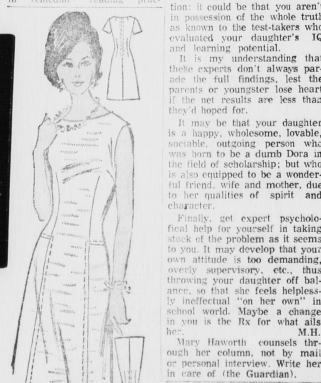 in remedial reading prac-
tion: it could be that you aren't
in possession of the whole truth
as known to the test-takers who
evaluated your daughter's IQ
and learning potential.
It is my understanding that
these experts don't always par-
ade the full findings, lest the
parents or youngster lose heart
if the net results are less than
they'd hoped for.
It may be that your daughter
is a happy, wholesome, lovable,
sociable, outgoing person who
was born to be a dumb Dora in
the field of scholarship; but who
is also equipped to be a wonder-
ful friend, wife and mother, due
to her qualities of spirit and
character.
Finally, get expert psycholo-
fical help for yourself in taking
stock of the problem as it seems
to you. It may develop that your
own attitude is too demanding,
overly supervisory, etc., thus
throwing your daughter off bal-
ance, so that she feels helpless-
ly ineffectual "on her own" in
school world. Maybe a change
in you is the Rx for what ails
her. M.H.
Mary Haworth counsels thr-
ough her column, not by mail
or personal interview. Write her
in care of (the Guardian).